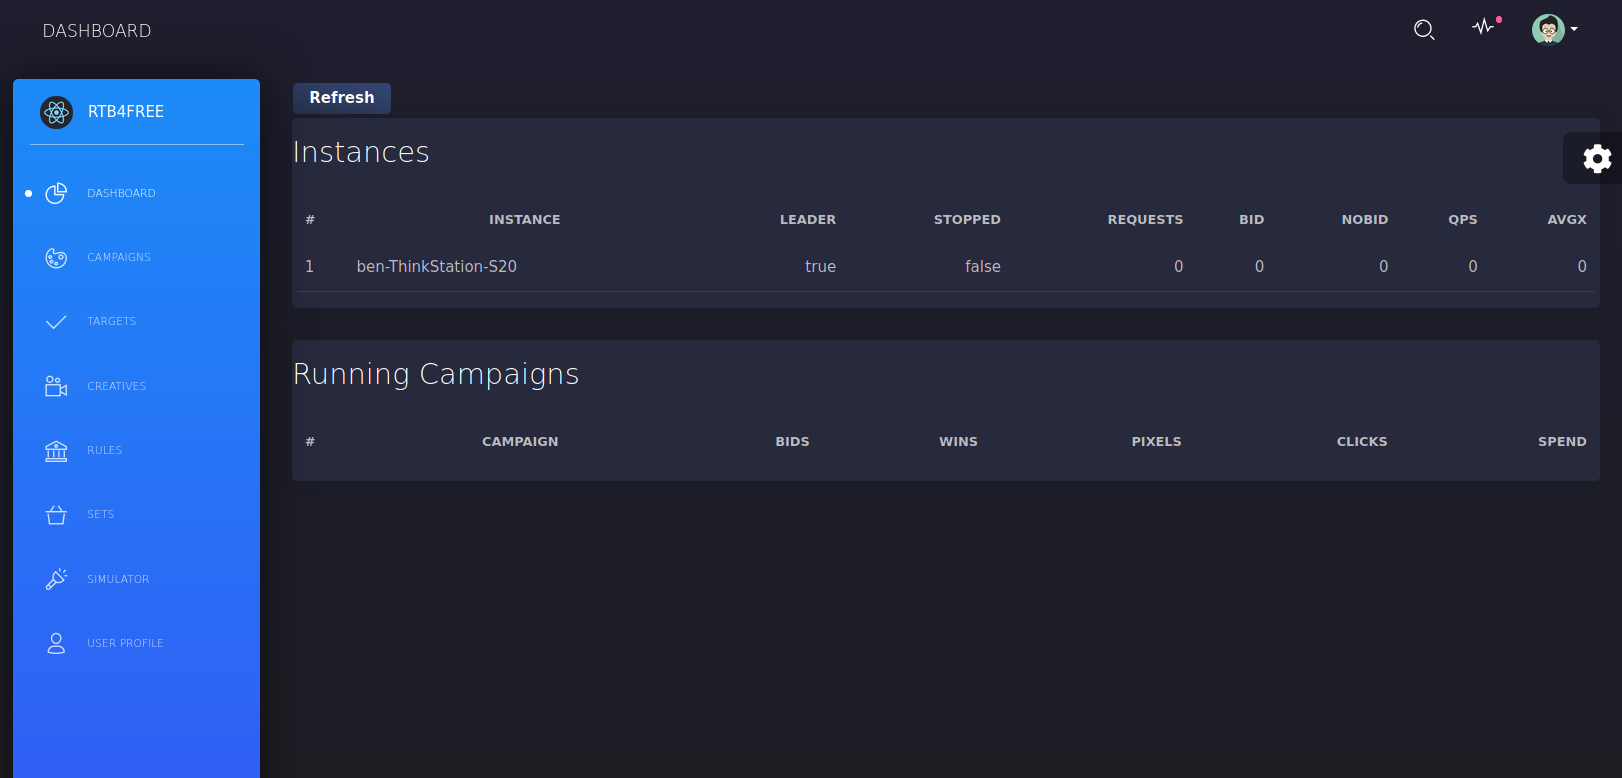 DASHBOARD
RTB4FREE
DASHBOARD
CAMPAIGNS
TARGETS
CREATIVES
RULES
SETS
SIMULATOR
USER PROFILE
Refresh
Instances
# INSTANCE LEADER STOPPED REQUESTS BID NOBID QPS AVGX
1 ben-ThinkStation-S20 true false 0 0 0 0 0
Running Campaigns
# CAMPAIGN BIDS WINS PIXELS CLICKS SPEND